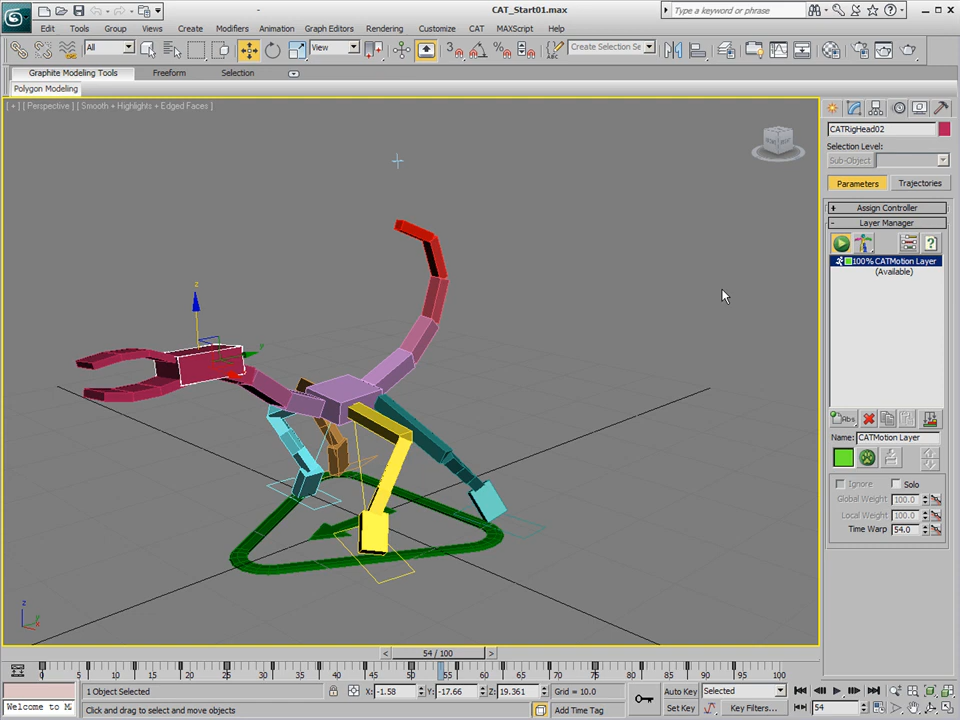 CAT_Start01.max
Type a keyword or phrase
Edit Tools Group Views Create Modifiers Animation Graph Editors Rendering Customize CAT MAXScript Help
All View 3 Create Selection Se
Graphite Modeling Tools Freeform Selection
Polygon Modeling
[ + ] [ Perspective ] [ Smooth + Highlights + Edged Faces ]
CATRigHead02
Selection Level:
Sub-Object
Parameters Trajectories
+ Assign Controller
- Layer Manager
100% CATMotion Layer
(Available)
Abs
Name: CATMotion Layer
Ignore Solo
Global Weight 100.0
Local Weight 100.0
Time Warp 54.0
z
y
z
y
x
< 54 / 100 >
0 5 10 15 20 25 30 35 40 45 50 55 60 65 70 75 80 85 90 95 100
1 Object Selected X: -1.58 Y: -17.66 Z: 19.361 Grid = 10.0 Auto Key Selected
Welcome to M Click and drag to select and move objects Add Time Tag Set Key Key Filters... 54